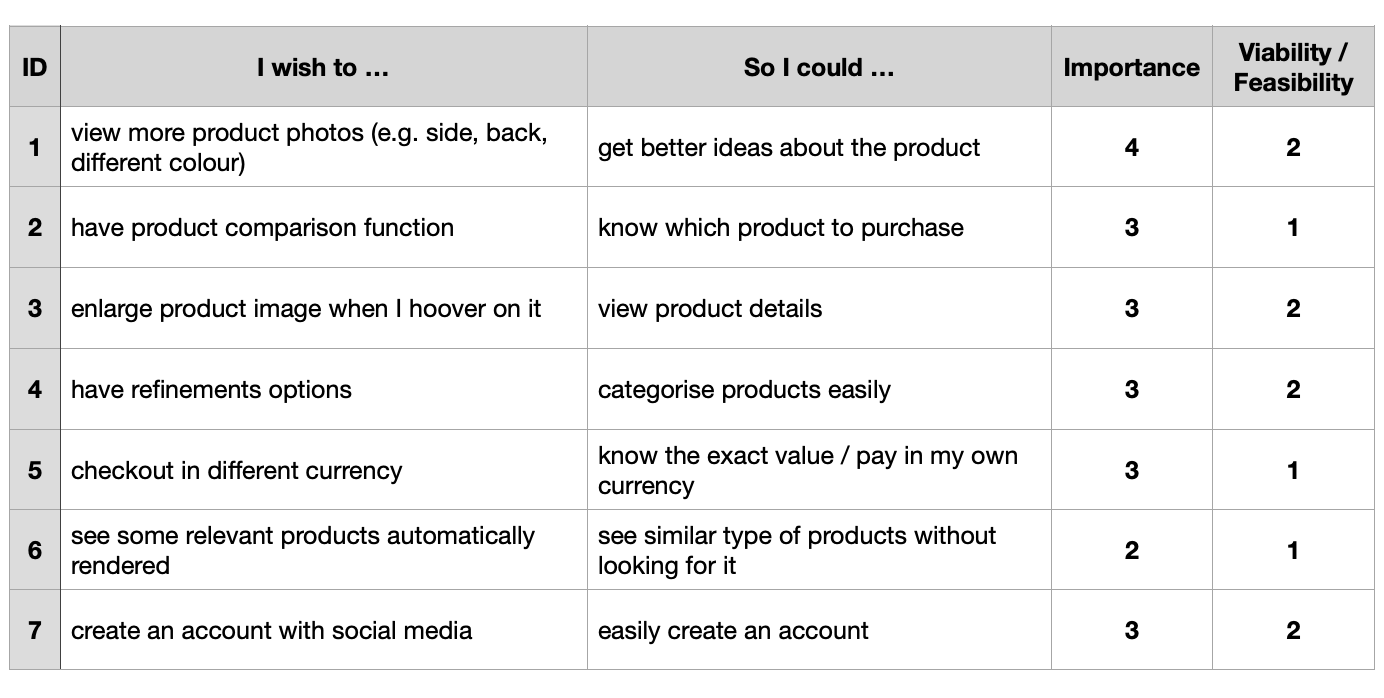 ID I wish to … So I could … Importance Viability / Feasibility
1 view more product photos (e.g. side, back, different colour) get better ideas about the product 4 2
2 have product comparison function know which product to purchase 3 1
3 enlarge product image when I hoover on it view product details 3 2
4 have refinements options categorise products easily 3 2
5 checkout in different currency know the exact value / pay in my own currency 3 1
6 see some relevant products automatically rendered see similar type of products without looking for it 2 1
7 create an account with social media easily create an account 3 2